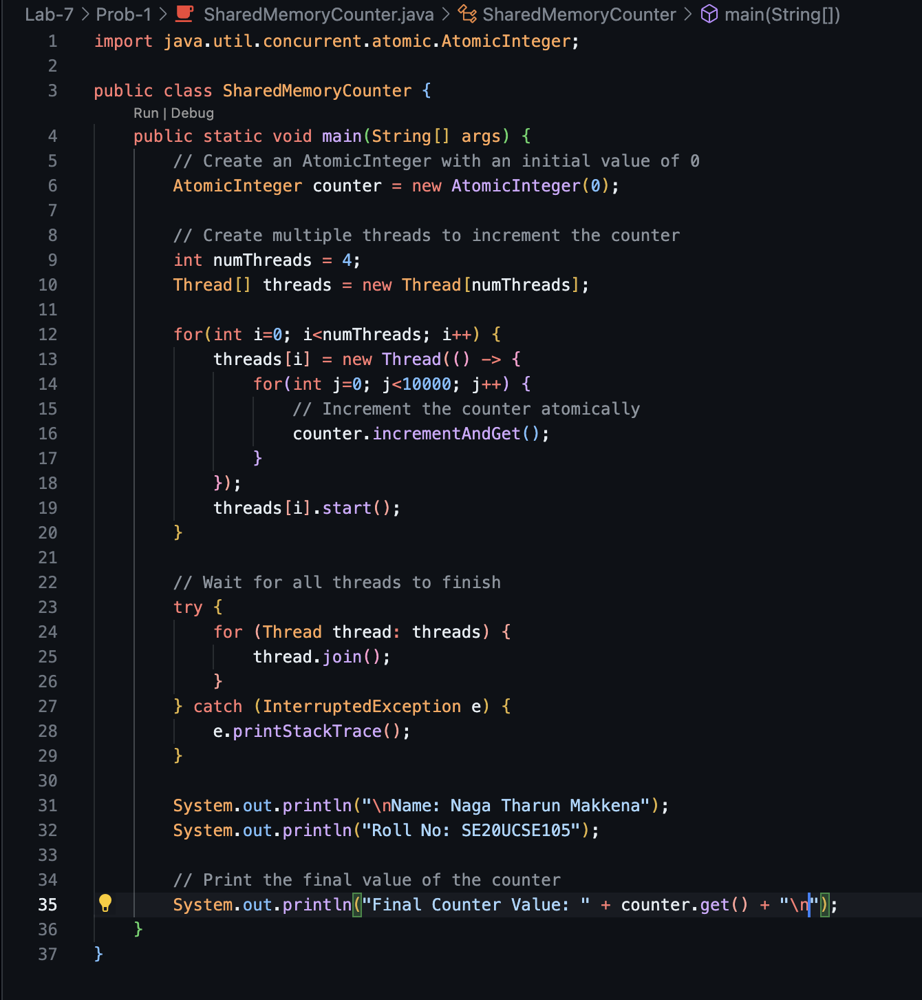 Lab-7 > Prob-1 > SharedMemoryCounter.java > SharedMemoryCounter > main(String[])
1 import java.util.concurrent.atomic.AtomicInteger;
2
3 public class SharedMemoryCounter {
Run | Debug
4     public static void main(String[] args) {
5         // Create an AtomicInteger with an initial value of 0
6         AtomicInteger counter = new AtomicInteger(0);
7
8         // Create multiple threads to increment the counter
9         int numThreads = 4;
10         Thread[] threads = new Thread[numThreads];
11
12         for(int i=0; i<numThreads; i++) {
13             threads[i] = new Thread(() -> {
14                 for(int j=0; j<10000; j++) {
15                     // Increment the counter atomically
16                     counter.incrementAndGet();
17                 }
18             });
19             threads[i].start();
20         }
21
22         // Wait for all threads to finish
23         try {
24             for (Thread thread: threads) {
25                 thread.join();
26             }
27         } catch (InterruptedException e) {
28             e.printStackTrace();
29         }
30
31         System.out.println("\nName: Naga Tharun Makkena");
32         System.out.println("Roll No: SE20UCSE105");
33
34         // Print the final value of the counter
35         System.out.println("Final Counter Value: " + counter.get() + "\n");
36     }
37 }